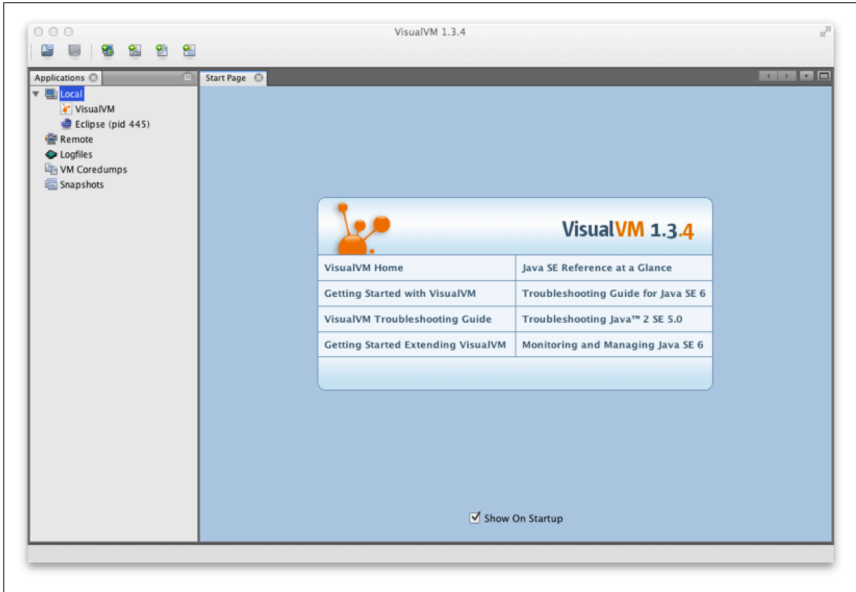 VisualVM 1.3.4
Applications
Start Page
Local
VisualVM
Eclipse (pid 445)
Remote
Logfiles
VM Coredumps
Snapshots
VisualVM 1.3.4
VisualVM Home
Java SE Reference at a Glance
Getting Started with VisualVM
Troubleshooting Guide for Java SE 6
VisualVM Troubleshooting Guide
Troubleshooting Java™ 2 SE 5.0
Getting Started Extending VisualVM
Monitoring and Managing Java SE 6
Show On Startup